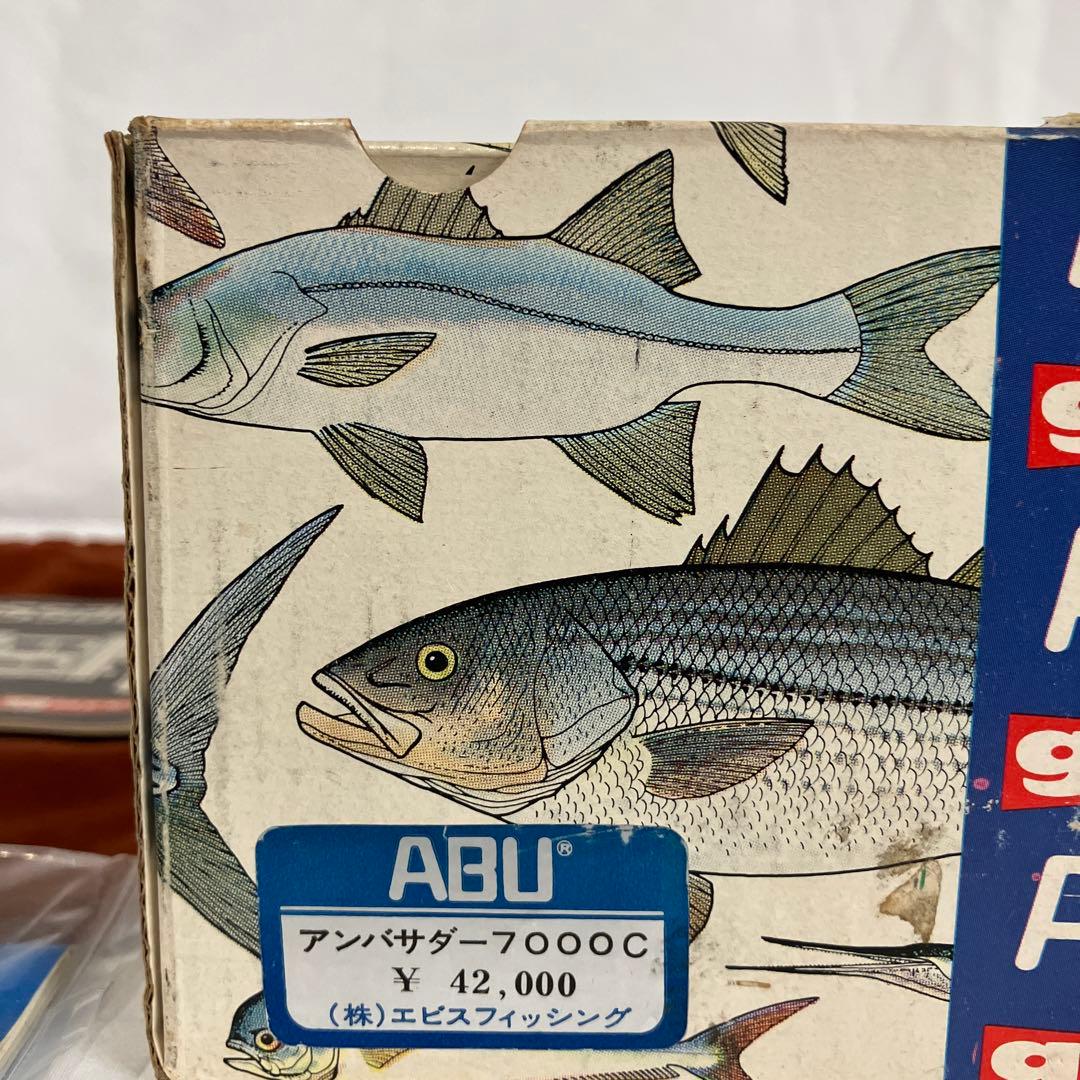 ABU®
アンバサダー7000C
¥ 42,000
(株)エビスフィッシング